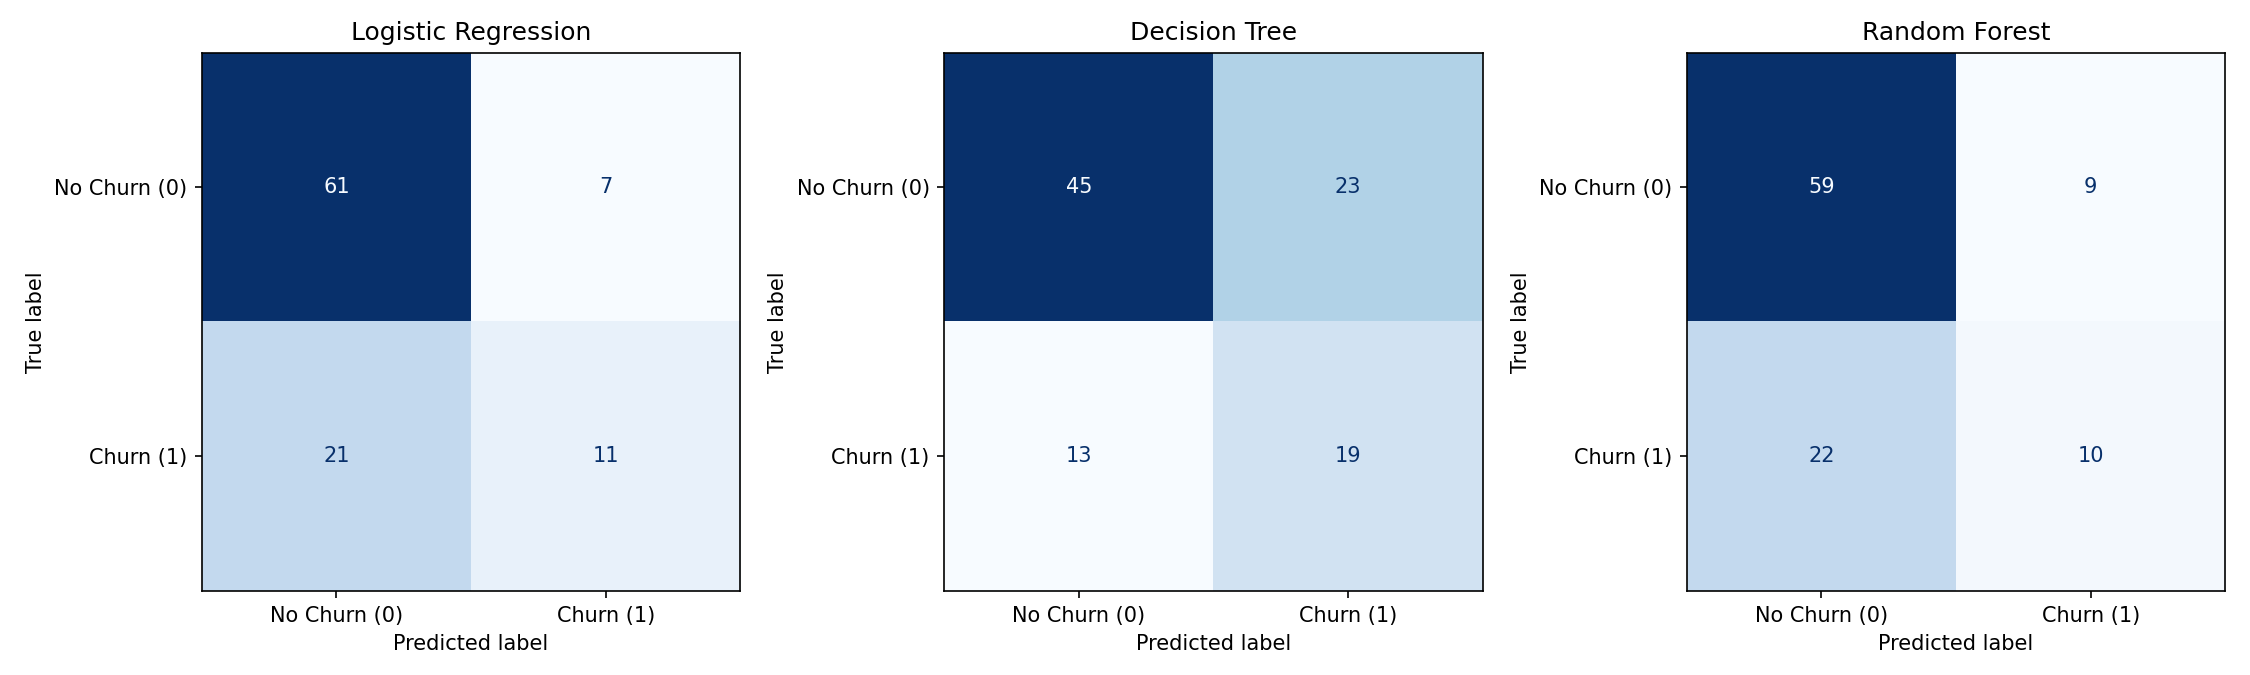 Logistic Regression
No Churn (0)
Churn (1)
True label
61
7
21
11
No Churn (0)
Churn (1)
Predicted label
Decision Tree
No Churn (0)
Churn (1)
True label
45
23
13
19
No Churn (0)
Churn (1)
Predicted label
Random Forest
No Churn (0)
Churn (1)
True label
59
9
22
10
No Churn (0)
Churn (1)
Predicted label